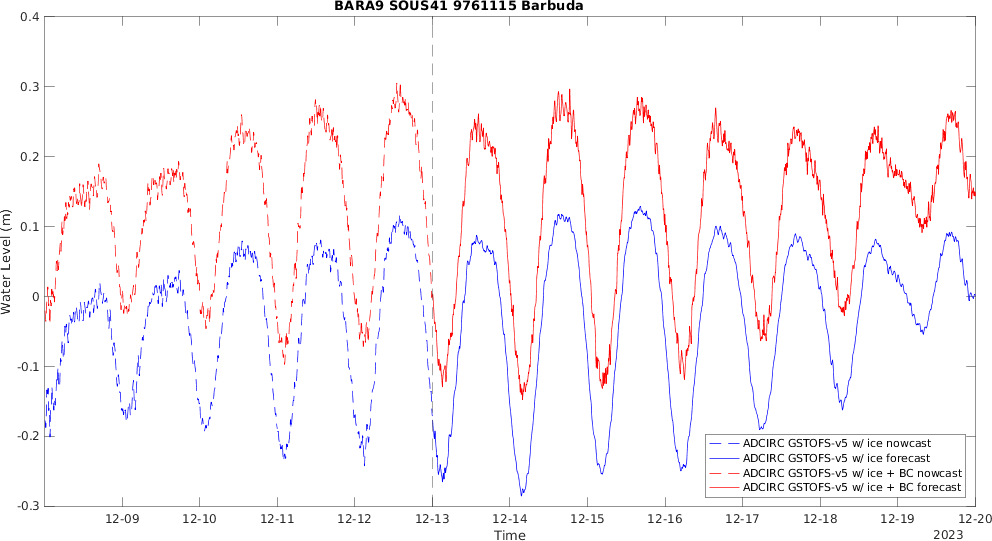 BARA9 SOUS41 9761115 Barbuda
Water Level (m)
0.4
0.3
0.2
0.1
0
-0.1
-0.2
-0.3
12-09 12-10 12-11 12-12 12-13 12-14 12-15 12-16 12-17 12-18 12-19 12-20
Time
2023
ADCIRC GSTOFS-v5 w/ ice nowcast
ADCIRC GSTOFS-v5 w/ ice forecast
ADCIRC GSTOFS-v5 w/ ice + BC nowcast
ADCIRC GSTOFS-v5 w/ ice + BC forecast